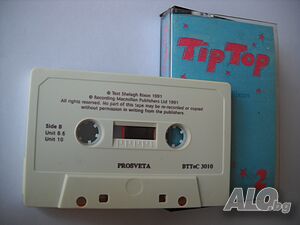 Tip Top
2
© Text Shelagh Rixon 1991
© Recording Macmillan Publishers Ltd 1991
All rights reserved. No part of this tape may be re-recorded or copied
without permission in writing from the publishers.
Side B
Unit 8.6
Unit 10
PROSVETA
BTTeC 3010
ALO.bg